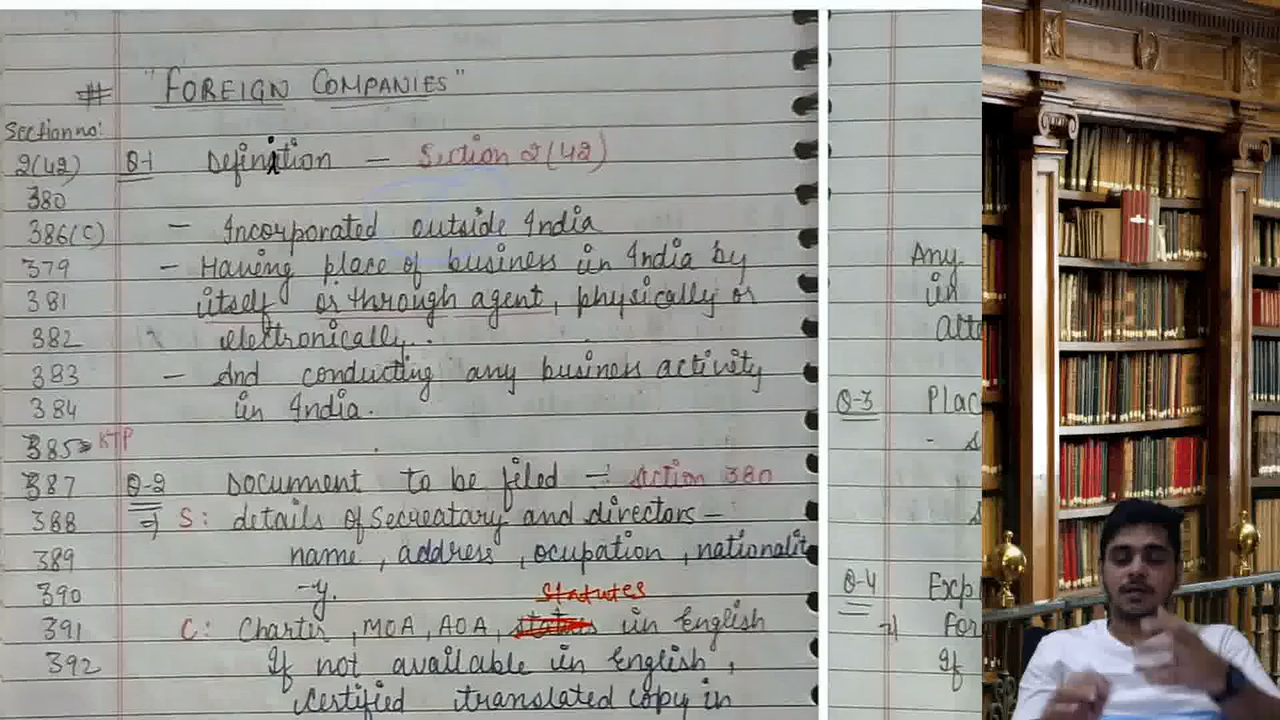 # "FOREIGN COMPANIES"
Section no:
2(42) Q-1 Definition - Section 2(42)
380
386(C) - Incorporated outside India
379 - Having place of business in India by
381 itself or through agent, physically or
382 electronically.
383 - And conducting any business activity
384 in India.
385 KTP
387 Q-2 Document to be filed - Section 380
388 => S: details of Secreatary and directors -
389 name, address, ocupation, nationalit
390 -y. statutes
391 C: Charter, MOA, AOA, in English
392 If not available in English,
certified translated copy in
Any
in
atte
Q-3 Plac
- s
s
Q-4 Exp
For
If